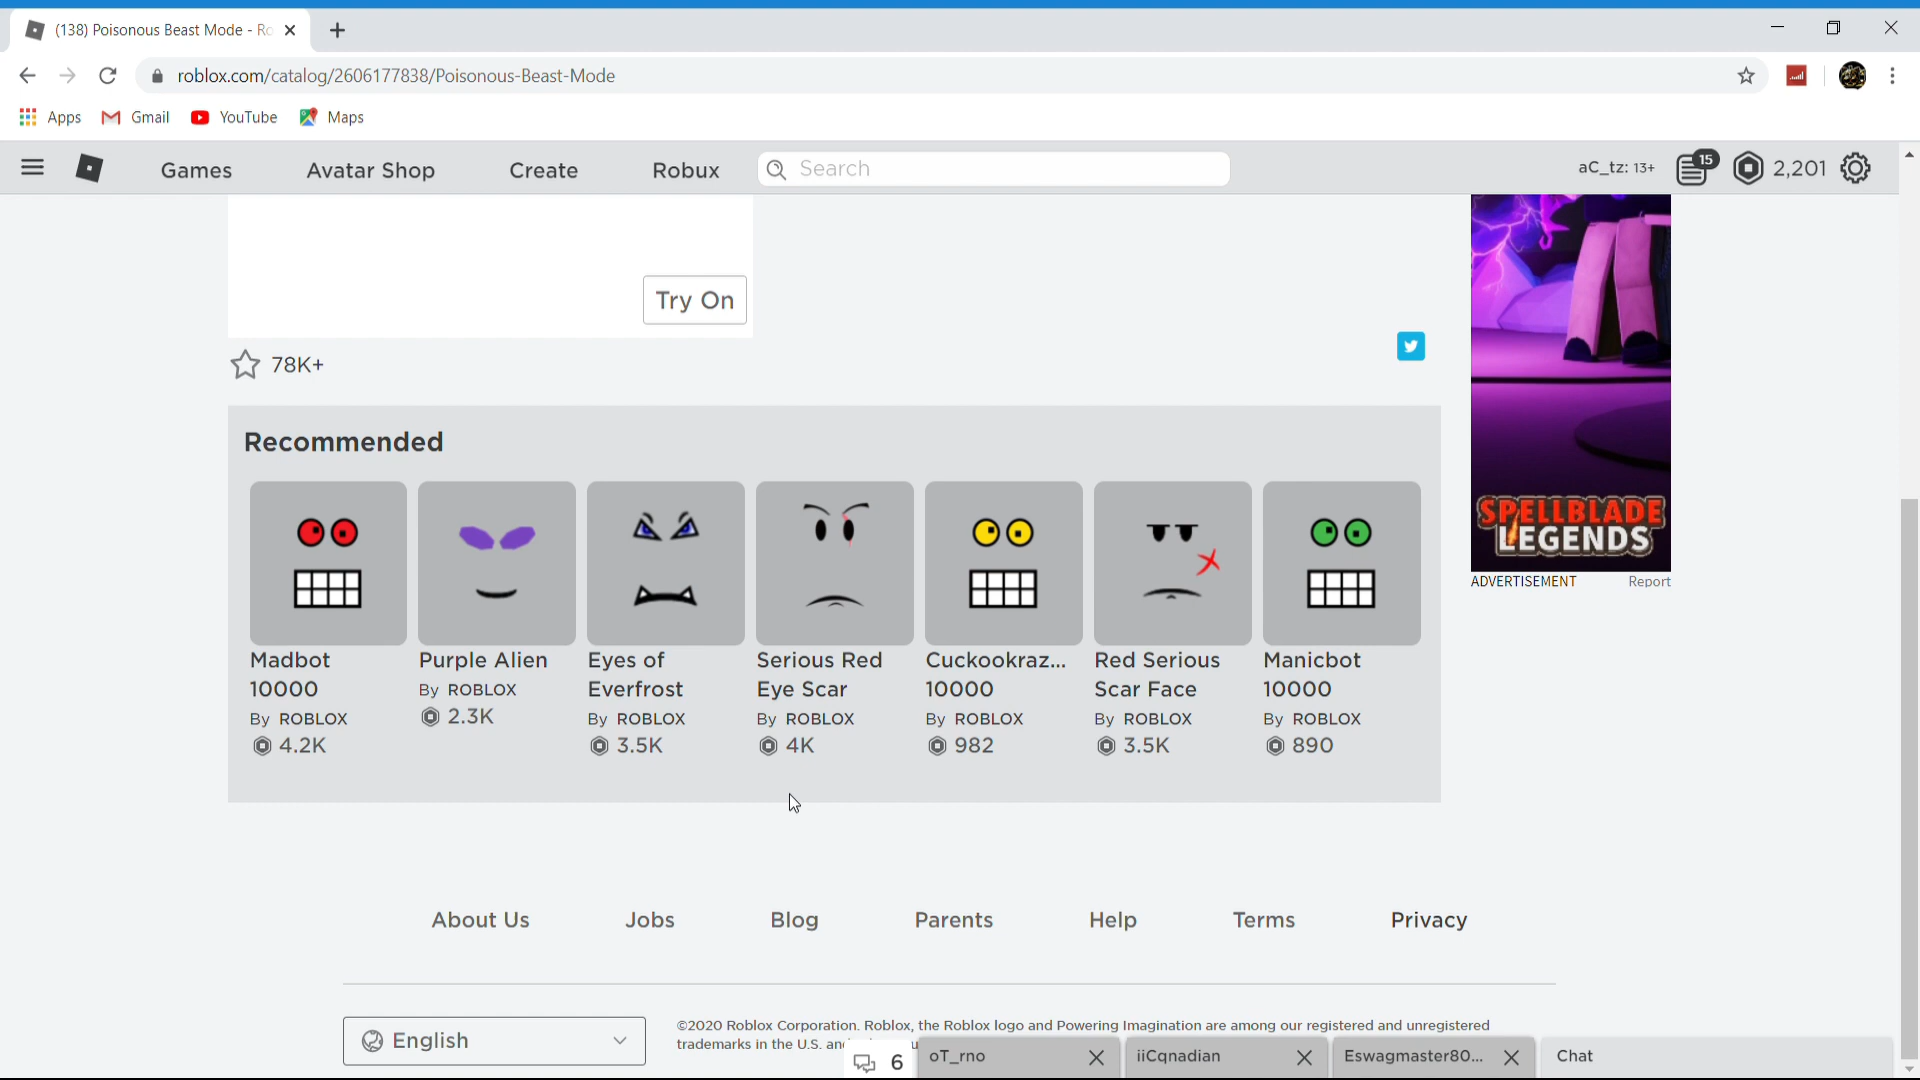 (138) Poisonous Beast Mode - Ro
roblox.com/catalog/2606177838/Poisonous-Beast-Mode
Apps Gmail YouTube Maps
Games Avatar Shop Create Robux Search aC_tz: 13+ 15 2,201
Try On
78K+
SPELLBLADE
LEGENDS
ADVERTISEMENT Report
Recommended
Madbot
10000
By ROBLOX
4.2K
Purple Alien
By ROBLOX
2.3K
Eyes of
Everfrost
By ROBLOX
3.5K
Serious Red
Eye Scar
By ROBLOX
4K
Cuckookraz...
10000
By ROBLOX
982
Red Serious
Scar Face
By ROBLOX
3.5K
Manicbot
10000
By ROBLOX
890
About Us Jobs Blog Parents Help Terms Privacy
English
©2020 Roblox Corporation. Roblox, the Roblox logo and Powering Imagination are among our registered and unregistered
trademarks in the U.S. an
6 oT_rno iiCqnadian Eswagmaster80... Chat